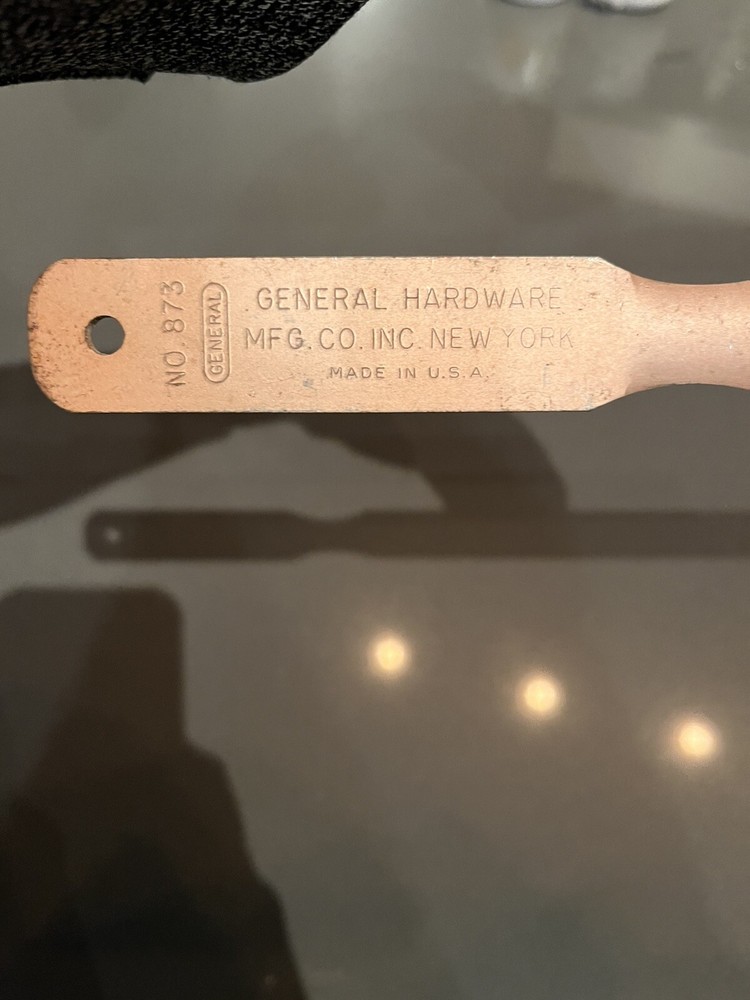 NO. 873
GENERAL
GENERAL HARDWARE
MFG. CO. INC. NEW YORK
MADE IN U.S.A.